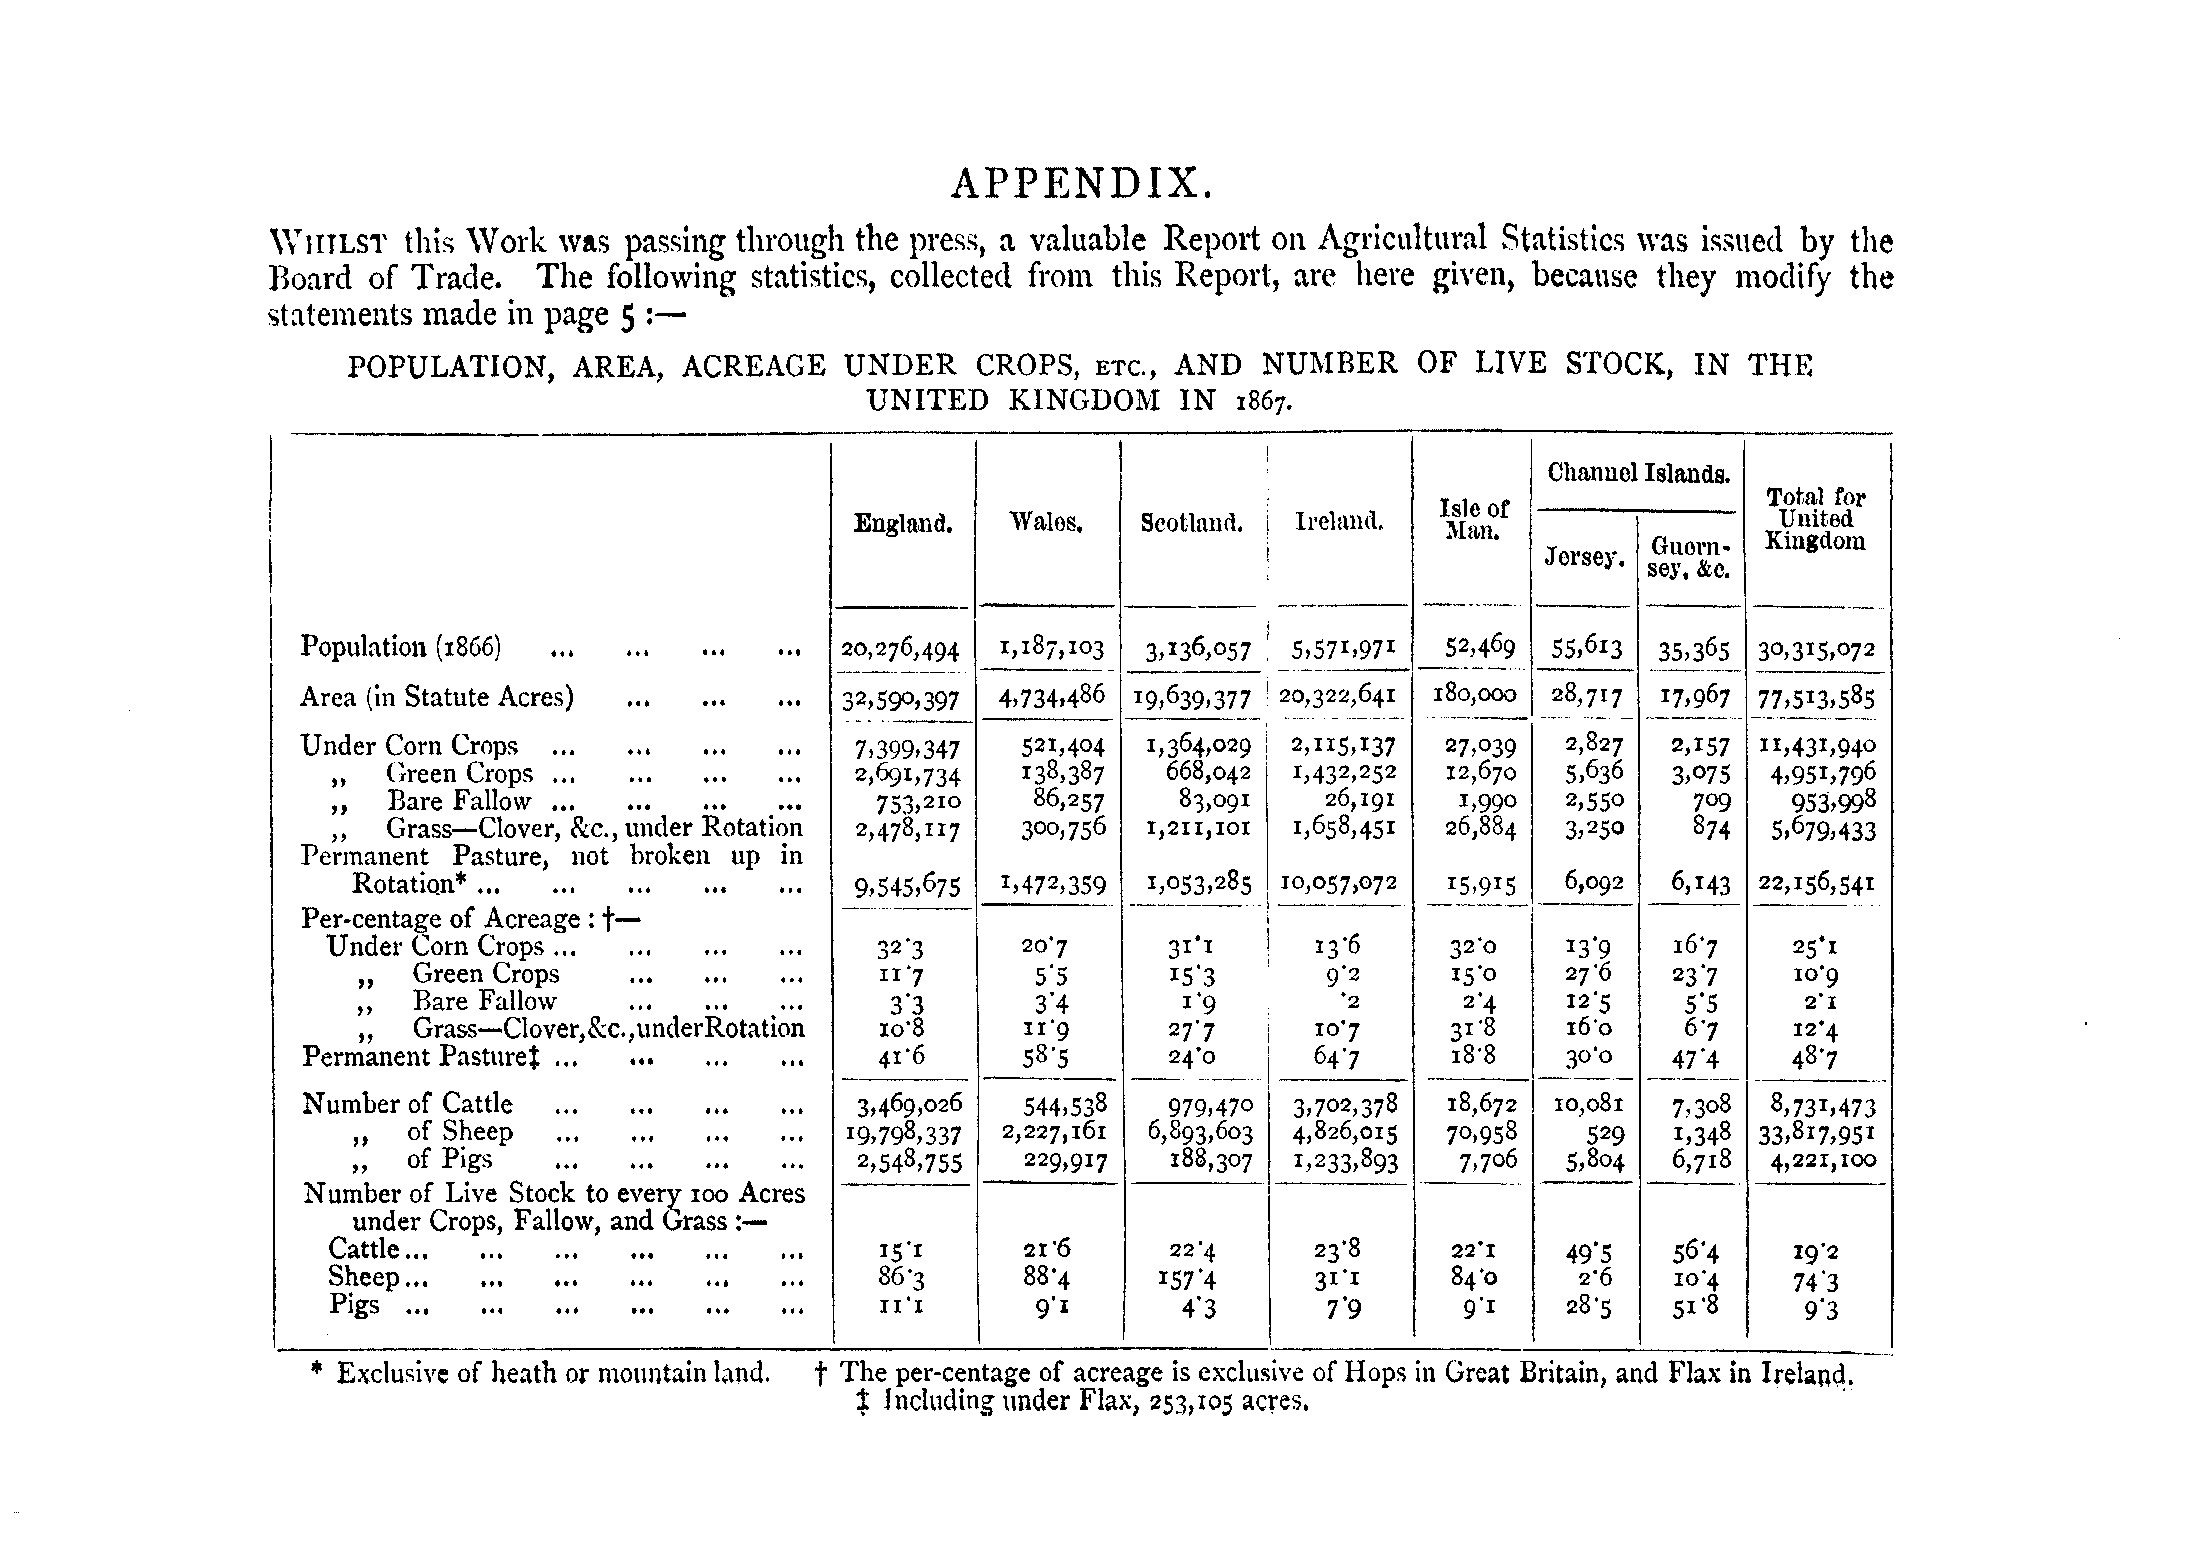 APPENDIX.
WHILST this Work was passing through the press, a valuable Report on Agricultural Statistics was issued by the
Board of Trade. The following statistics, collected from this Report, are here given, because they modify the
statements made in page 5 :—
POPULATION, AREA, ACREAGE UNDER CROPS, ETC., AND NUMBER OF LIVE STOCK, IN THE
UNITED KINGDOM IN 1867.
England. Wales. Scotland. Ireland. Isle of Man. Channel Islands. Jersey. Guern-sey, &c. Total for United Kingdom
Population (1866) ... ... ... ... 20,276,494 1,187,103 3,136,057 5,571,971 52,469 55,613 35,365 30,315,072
Area (in Statute Acres) ... ... ... 32,590,397 4,734,486 19,639,377 20,322,641 180,000 28,717 17,967 77,513,585
Under Corn Crops ... ... ... ... 7,399,347 521,404 1,364,029 2,115,137 27,039 2,827 2,157 11,431,940
„ Green Crops ... ... ... ... 2,691,734 138,387 668,042 1,432,252 12,670 5,636 3,075 4,951,796
„ Bare Fallow ... ... ... ... 753,210 86,257 83,091 26,191 1,990 2,550 709 953,998
„ Grass—Clover, &c., under Rotation 2,478,117 300,756 1,211,101 1,658,451 26,884 3,250 874 5,679,433
Permanent Pasture, not broken up in
Rotation* ... ... ... ... ... 9,545,675 1,472,359 1,053,285 10,057,072 15,915 6,092 6,143 22,156,541
Per-centage of Acreage : †—
Under Corn Crops ... ... ... ... 32·3 20·7 31·1 13·6 32·0 13·9 16·7 25·1
„ Green Crops ... ... ... 11·7 5·5 15·3 9·2 15·0 27·6 23·7 10·9
„ Bare Fallow ... ... ... 3·3 3·4 1·9 ·2 2·4 12·5 5·5 2·1
„ Grass—Clover,&c.,underRotation 10·8 11·9 27·7 10·7 31·8 16·0 6·7 12·4
Permanent Pasture‡ ... ... ... ... 41·6 58·5 24·0 64·7 18·8 30·0 47·4 48·7
Number of Cattle ... ... ... ... 3,469,026 544,538 979,470 3,702,378 18,672 10,081 7,308 8,731,473
„ of Sheep ... ... ... ... 19,798,337 2,227,161 6,893,603 4,826,015 70,958 529 1,348 33,817,951
„ of Pigs ... ... ... ... 2,548,755 229,917 188,307 1,233,893 7,706 5,804 6,718 4,221,100
Number of Live Stock to every 100 Acres
under Crops, Fallow, and Grass :—
Cattle... ... ... ... ... ... 15·1 21·6 22·4 23·8 22·1 49·5 56·4 19·2
Sheep... ... ... ... ... ... 86·3 88·4 157·4 31·1 84·0 2·6 10·4 74·3
Pigs ... ... ... ... ... ... 11·1 9·1 4·3 7·9 9·1 28·5 51·8 9·3
* Exclusive of heath or mountain land. † The per-centage of acreage is exclusive of Hops in Great Britain, and Flax in Ireland.
‡ Including under Flax, 253,105 acres.